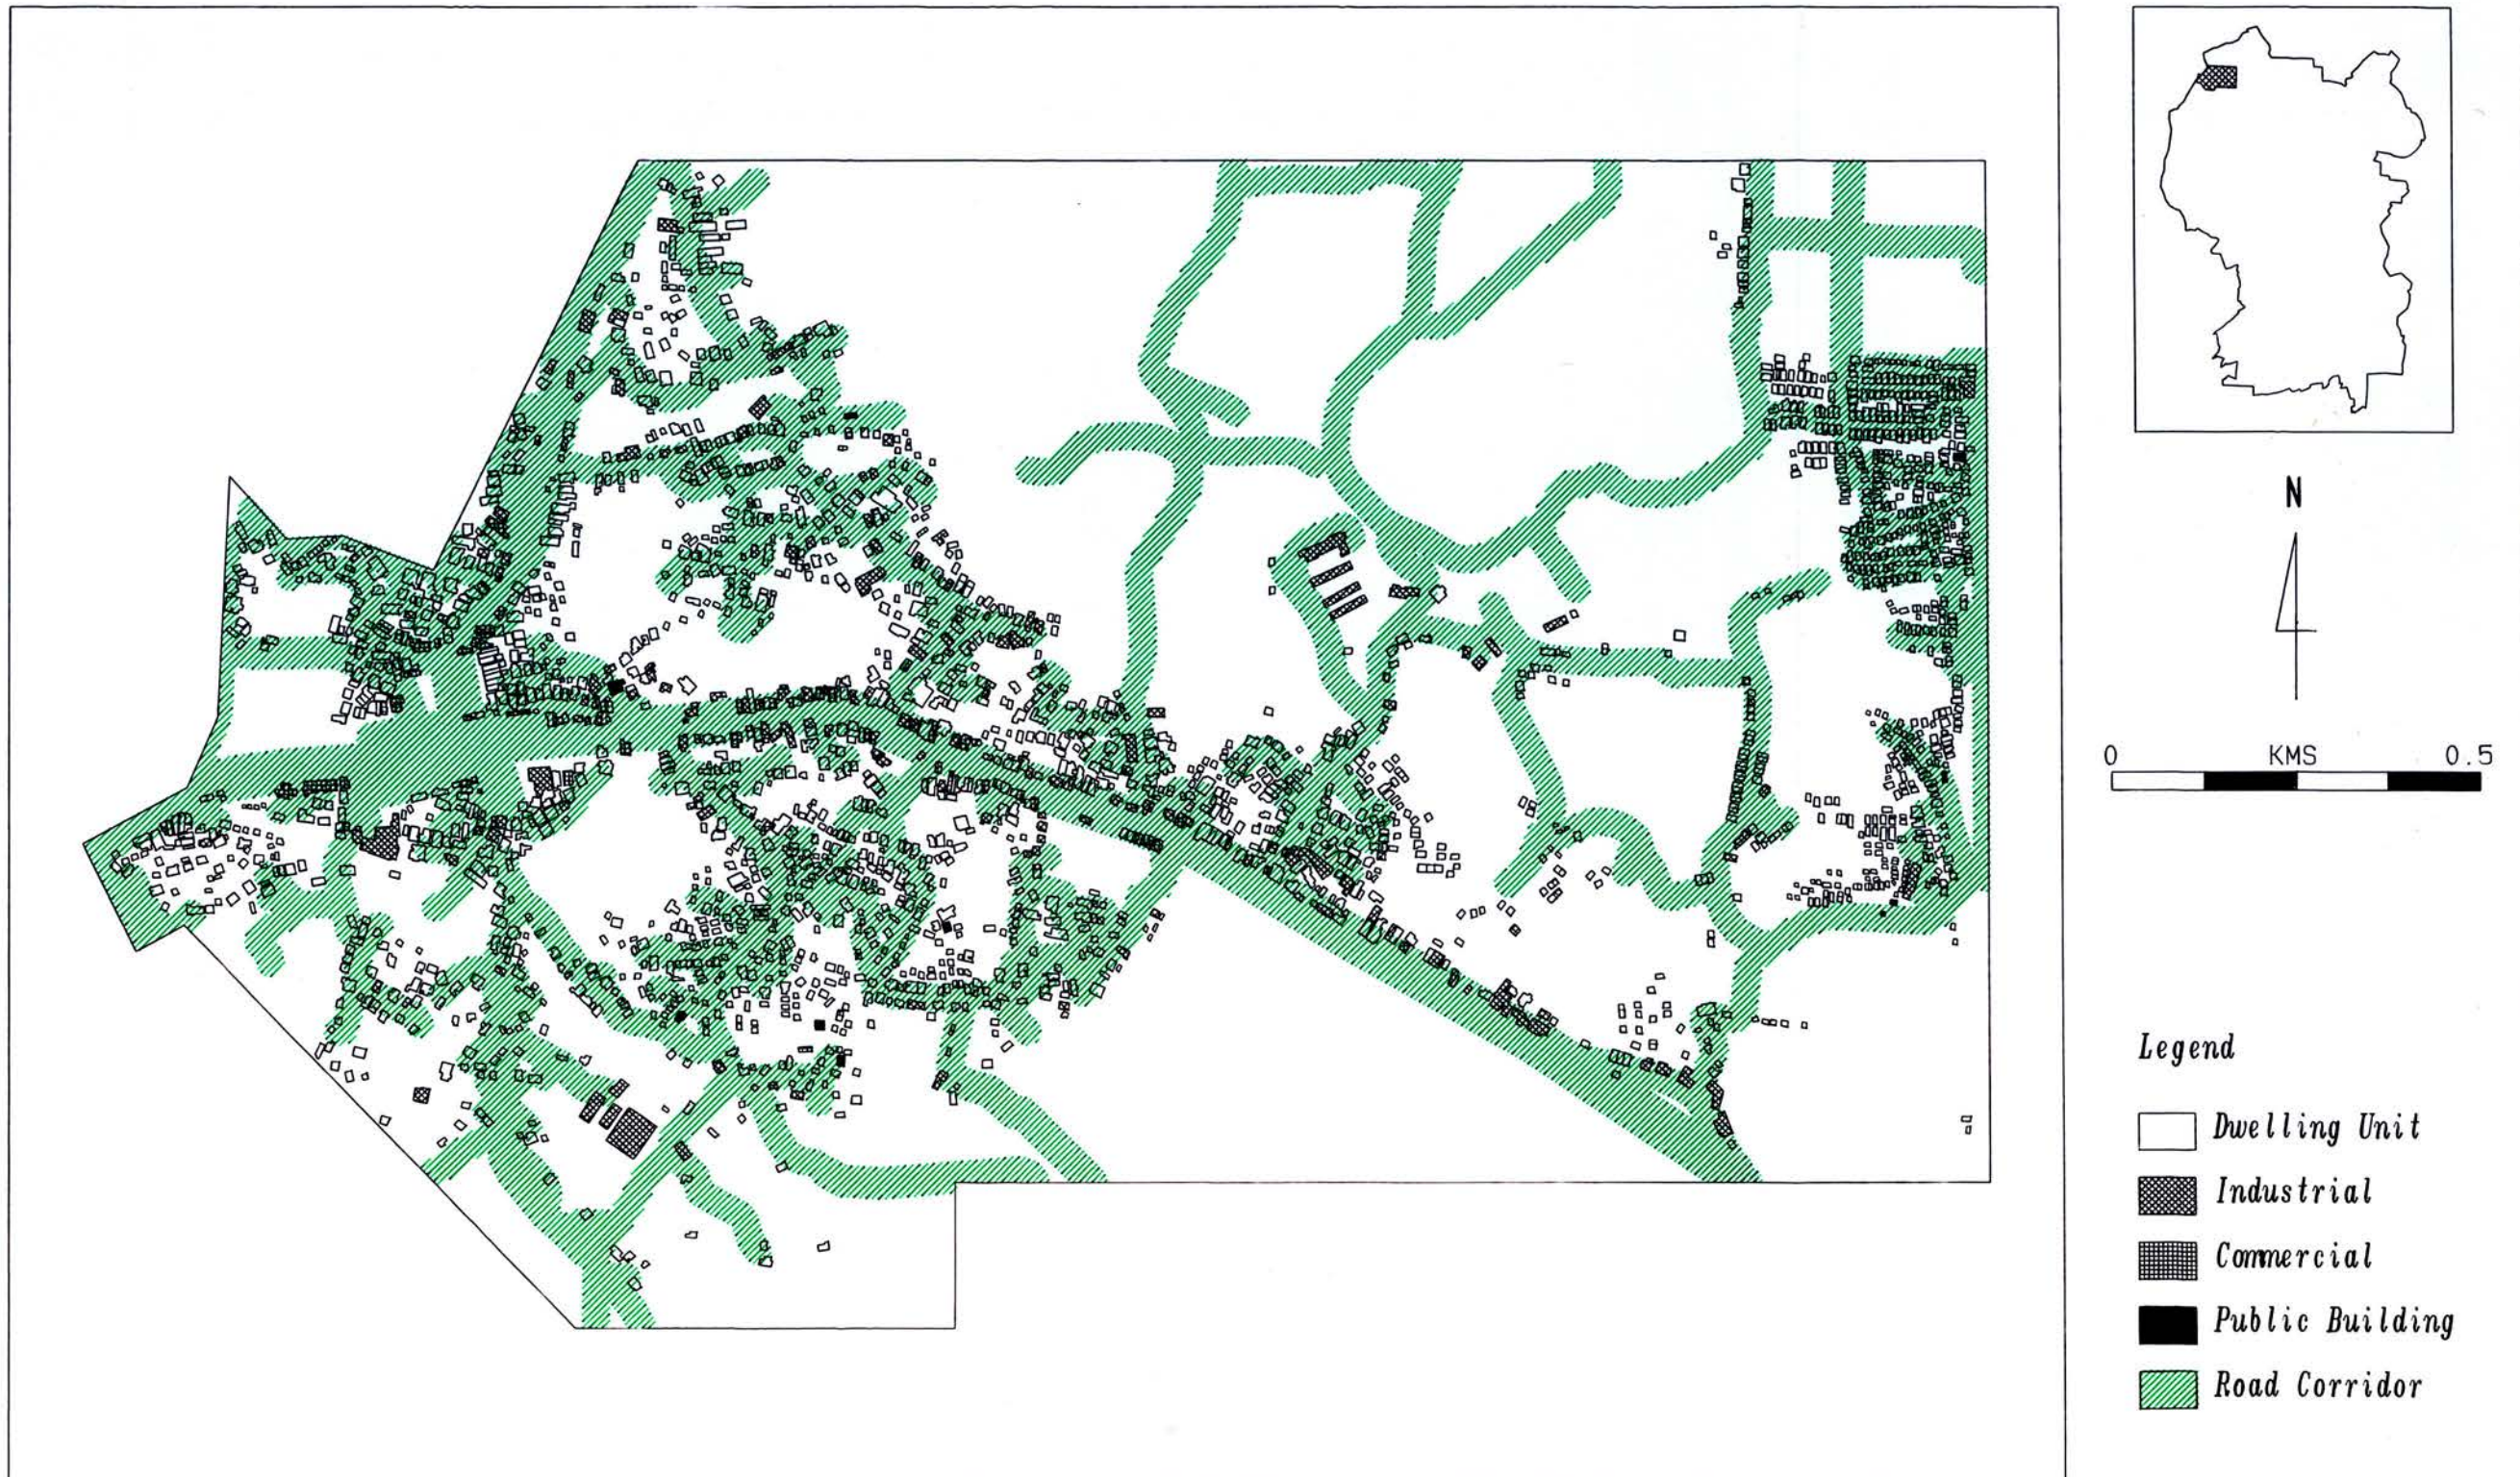 N
0 KMS 0.5
Legend
Dwelling Unit
Industrial
Commercial
Public Building
Road Corridor